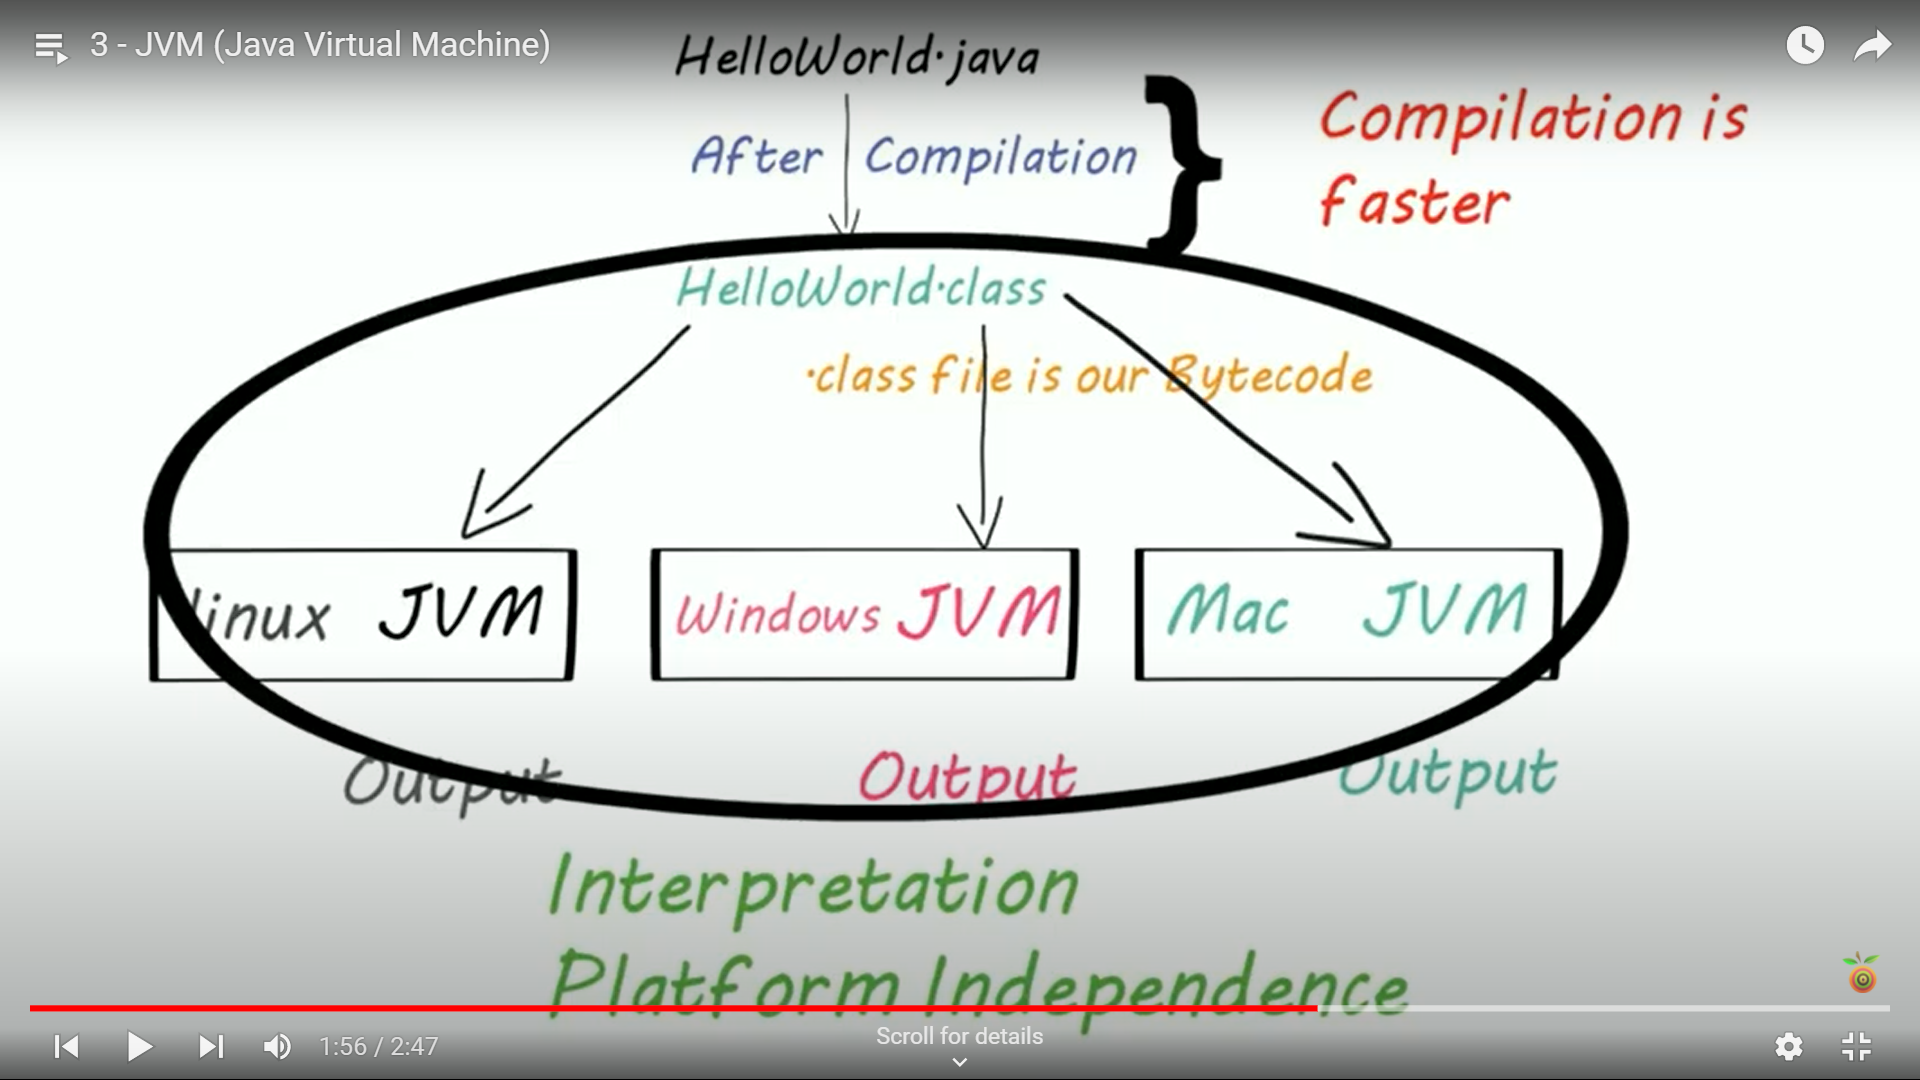 3 - JVM (Java Virtual Machine)
HelloWorld.java
After Compilation
Compilation is
faster
HelloWorld.class
.class file is our Bytecode
linux JVM
Windows JVM
Mac JVM
Output
Output
Output
Interpretation
Platform Independence
1:56 / 2:47
Scroll for details